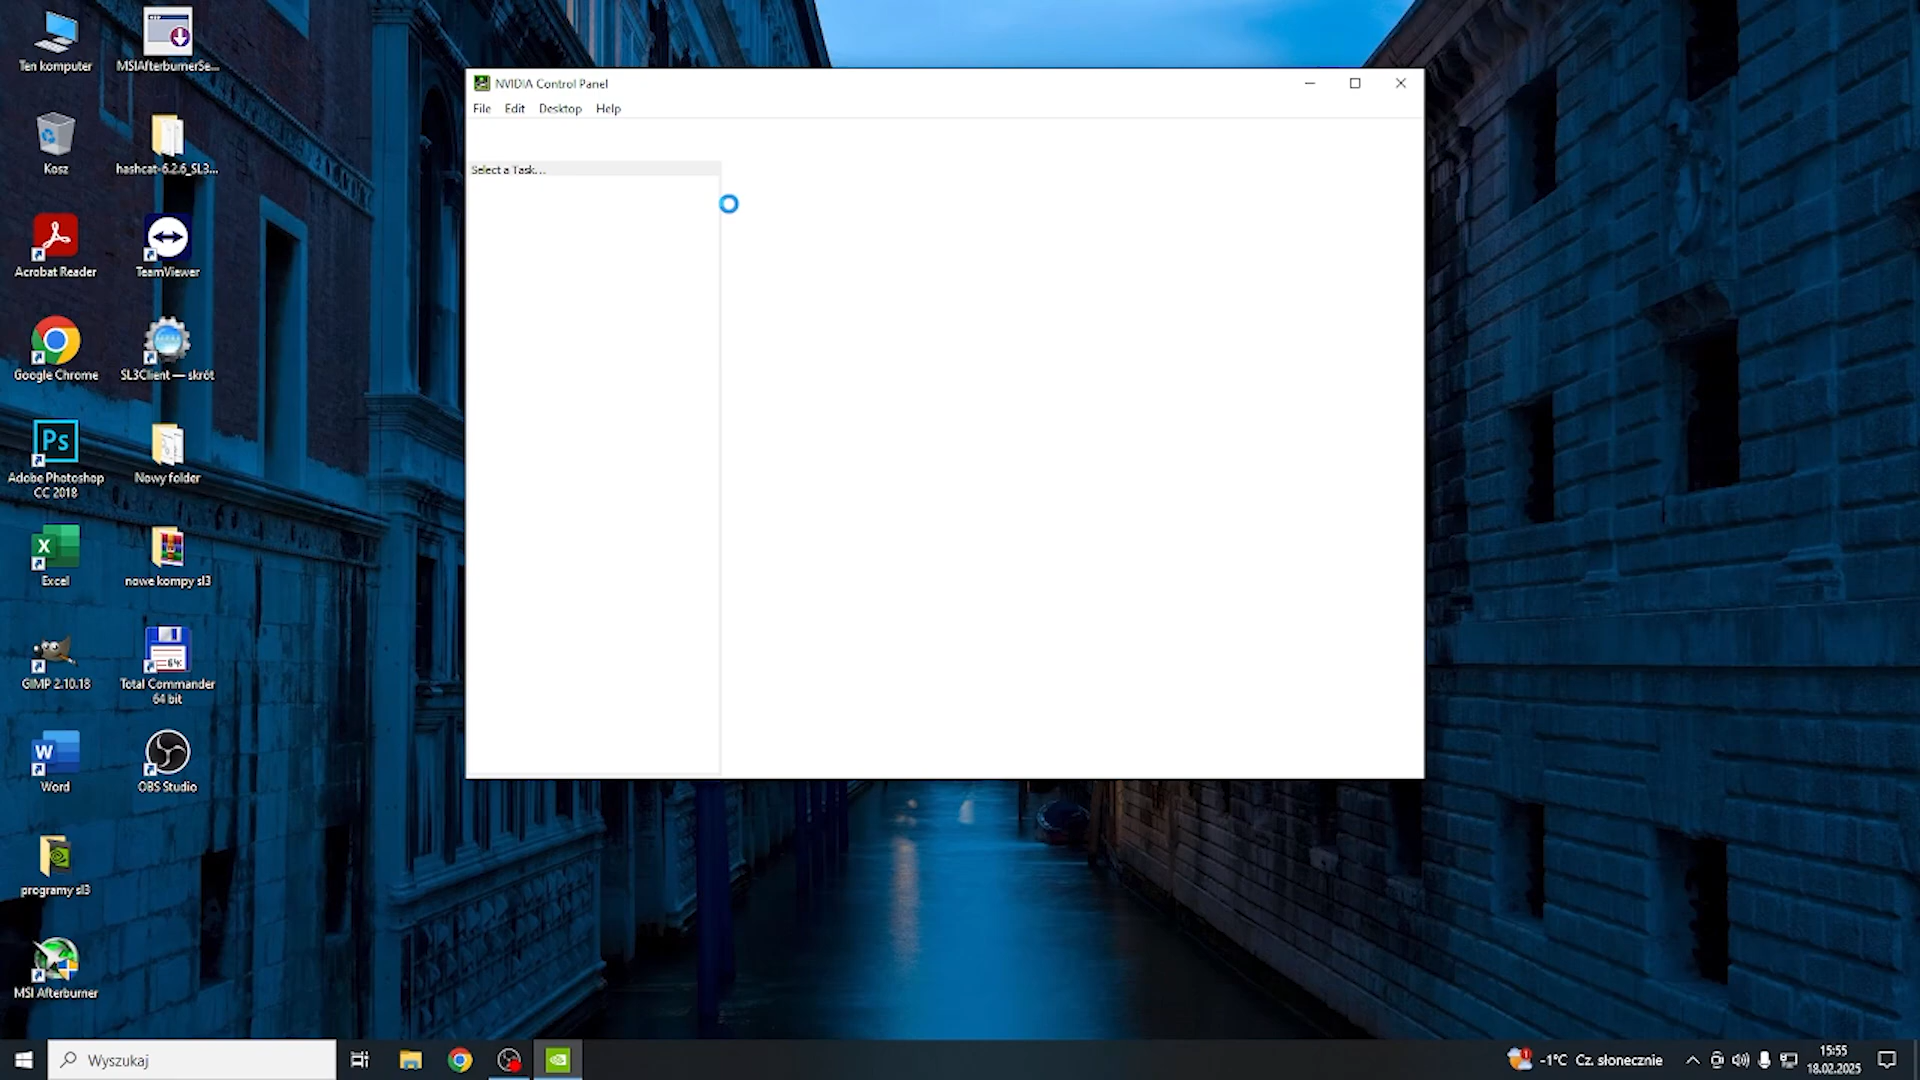 Ten komputer
MSIAfterburnerSe...
Kosz
hashcat-6.2.6_SL3...
Acrobat Reader
TeamViewer
Google Chrome
SL3Client — skrót
Ps
Adobe Photoshop
CC 2018
Nowy folder
X
Excel
nowe kompy sl3
GIMP 2.10.18
64
Total Commander
64 bit
W
Word
OBS Studio
programy sl3
MSI Afterburner
NVIDIA Control Panel
File Edit Desktop Help
Select a Task...
Wyszukaj
-1°C Cz. słonecznie
15:55
18.02.2025